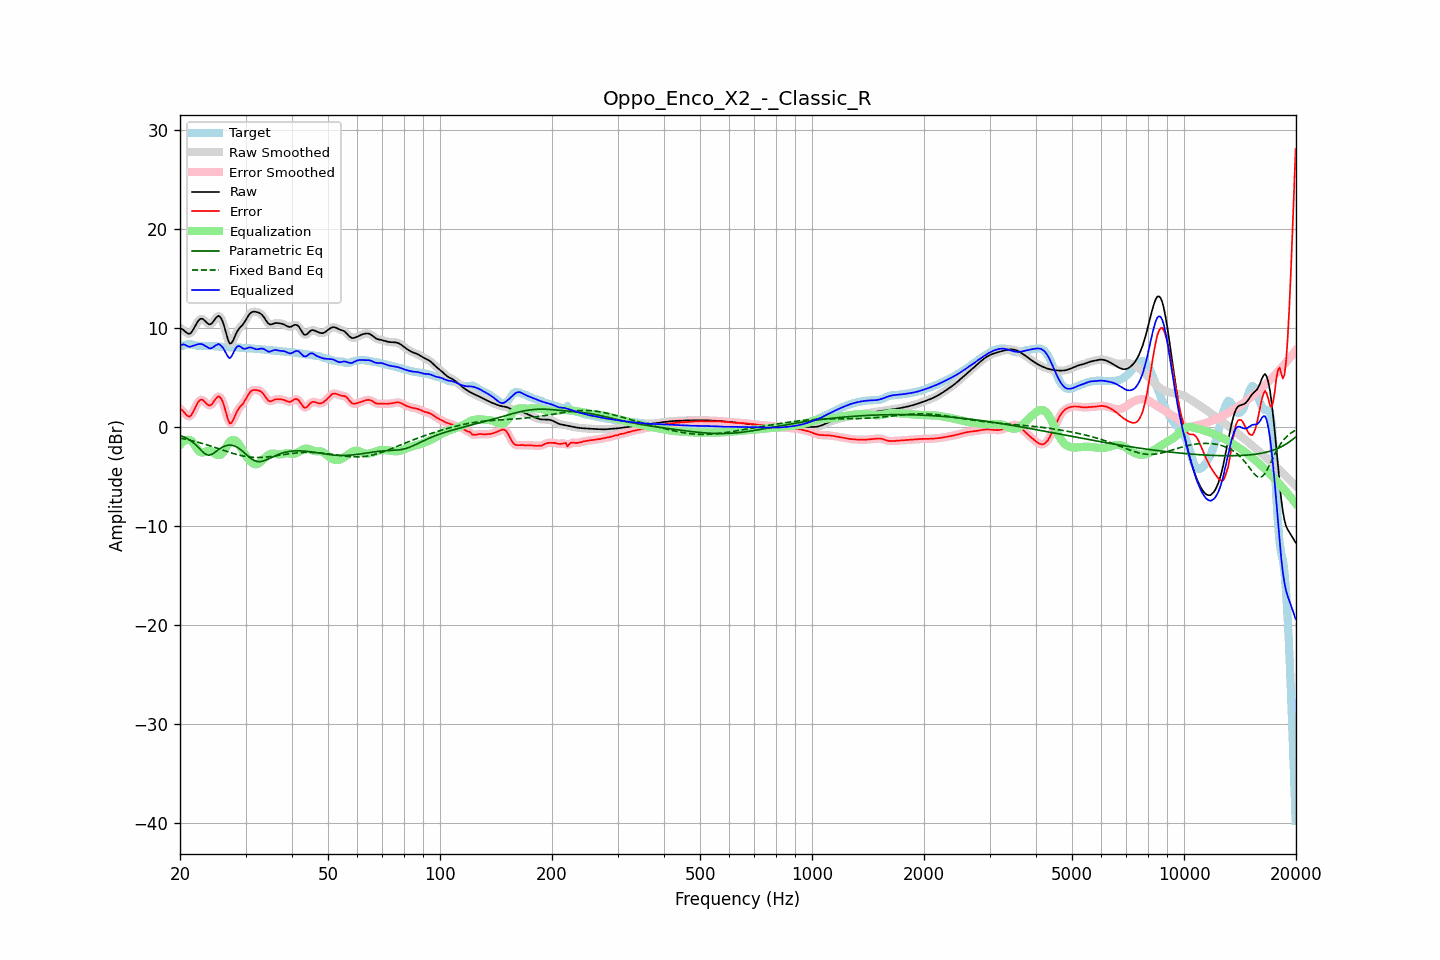 Oppo_Enco_X2_-_Classic_R
Target
Raw Smoothed
Error Smoothed
Raw
Error
Equalization
Parametric Eq
Fixed Band Eq
Equalized
30
20
10
0
−10
−20
−30
−40
Amplitude (dBr)
20
50
100
200
500
1000
2000
5000
10000
20000
Frequency (Hz)